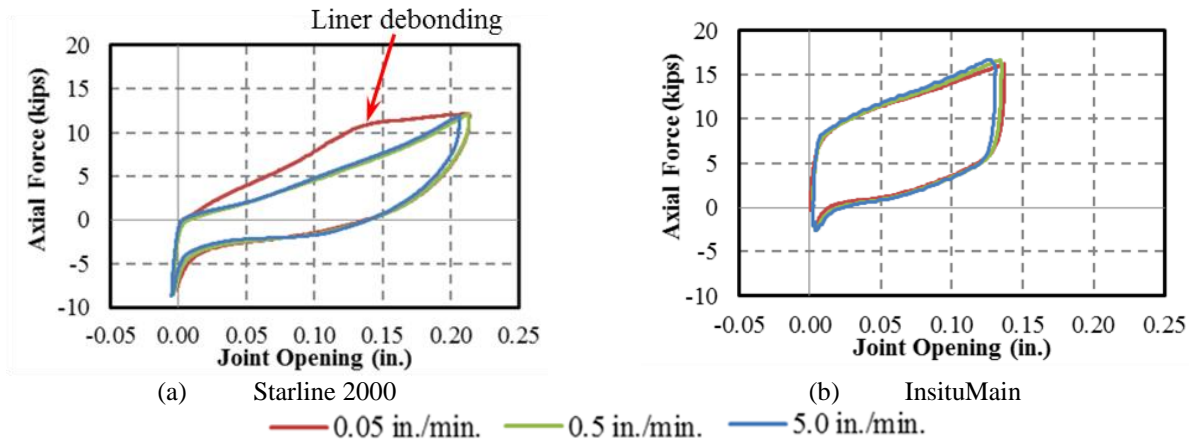 Liner debonding
20
15
10
5
0
-5
-10
Axial Force (kips)
-0.05 0.00 0.05 0.10 0.15 0.20 0.25
Joint Opening (in.)
(a) Starline 2000
20
15
10
5
0
-5
-10
Axial Force (kips)
-0.05 0.00 0.05 0.10 0.15 0.20 0.25
Joint Opening (in.)
(b) InsituMain
0.05 in./min. 0.5 in./min. 5.0 in./min.